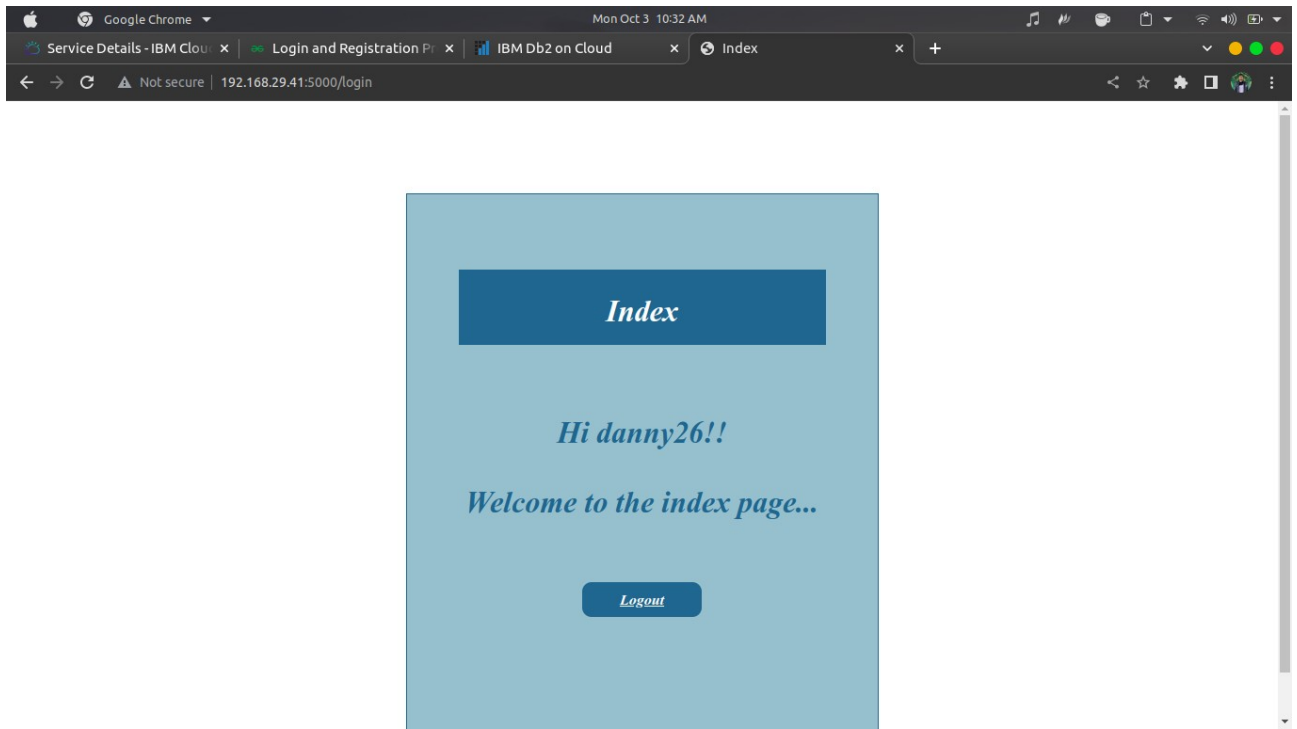 Google Chrome
Mon Oct 3 10:32 AM
Service Details - IBM Clou
Login and Registration Pr
IBM Db2 on Cloud
Index
Not secure | 192.168.29.41:5000/login
Index
Hi danny26!!
Welcome to the index page...
Logout